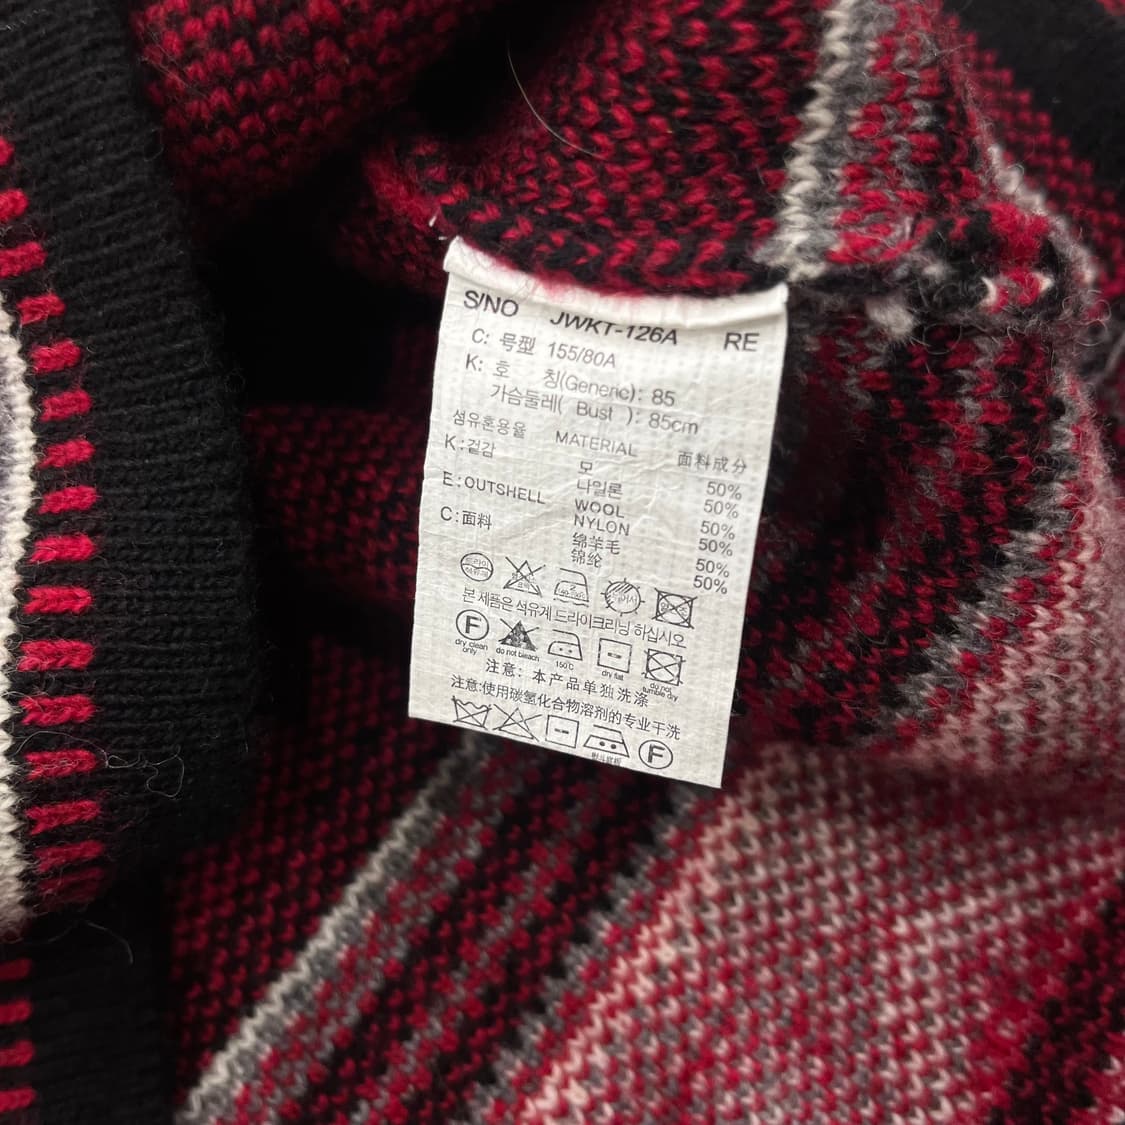 S/NO JWKT-126A RE
C: 号型 155/80A
K: 호 칭(Generic): 85
가슴둘레( Bust ): 85cm
섬유혼용율 MATERIAL 面料成分
K:겉감 모 50%
나일론 50%
E:OUTSHELL WOOL 50%
NYLON 50%
C:面料 绵羊毛 50%
锦纶 50%
드라이
본 제품은 석유계 드라이크리닝 하십시오
F
dry clean only
do not bleach
150 C
dry flat
do not tumble dry
注意: 本产品单独洗涤
注意:使用碳氢化合物溶剂的专业干洗
F